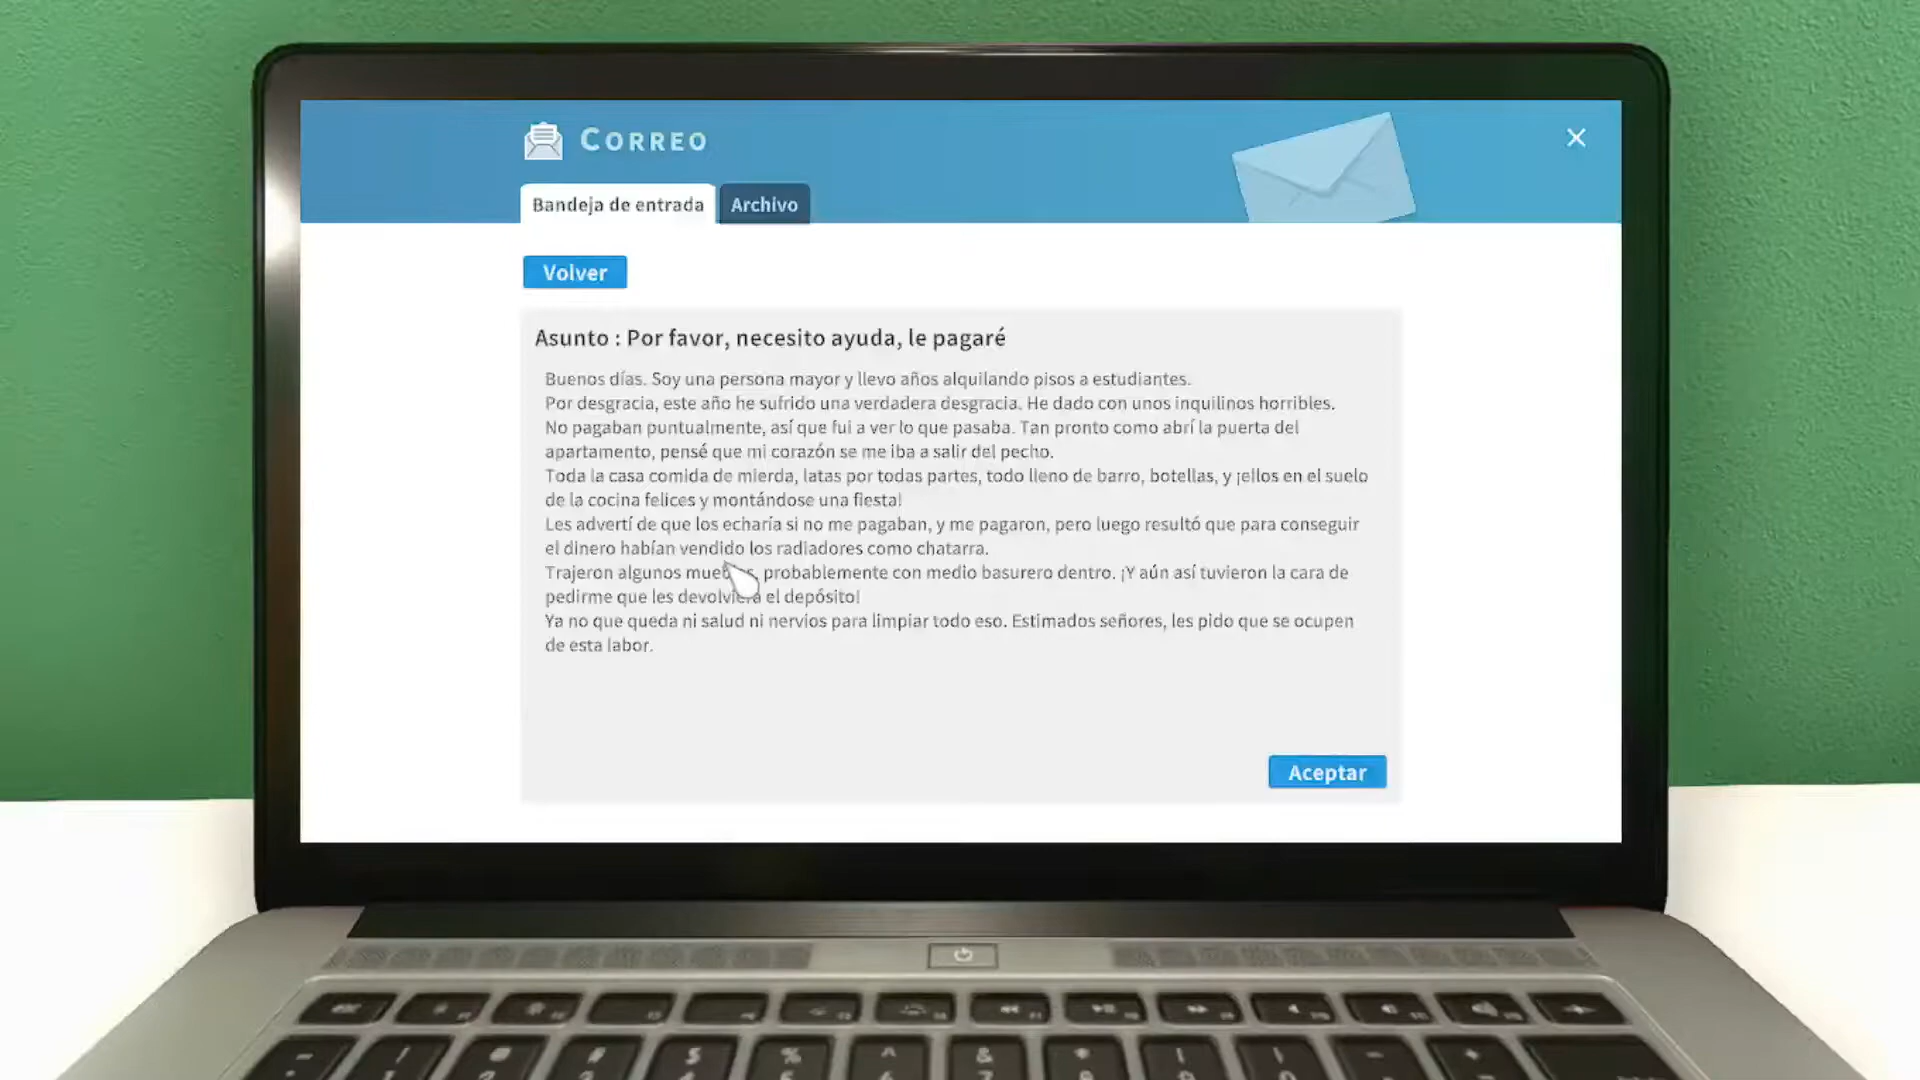 CORREO
Bandeja de entrada
Archivo
Volver
Asunto : Por favor, necesito ayuda, le pagaré
Buenos días. Soy una persona mayor y llevo años alquilando pisos a estudiantes.
Por desgracia, este año he sufrido una verdadera desgracia. He dado con unos inquilinos horribles.
No pagaban puntualmente, así que fui a ver lo que pasaba. Tan pronto como abrí la puerta del
apartamento, pensé que mi corazón se me iba a salir del pecho.
Toda la casa comida de mierda, latas por todas partes, todo lleno de barro, botellas, y ¡ellos en el suelo
de la cocina felices y montándose una fiesta!
Les advertí de que los echaría si no me pagaban, y me pagaron, pero luego resultó que para conseguir
el dinero habían vendido los radiadores como chatarra.
Trajeron algunos muebles, probablemente con medio basurero dentro. ¡Y aún así tuvieron la cara de
pedirme que les devolviera el depósito!
Ya no que queda ni salud ni nervios para limpiar todo eso. Estimados señores, les pido que se ocupen
de esta labor.
Aceptar